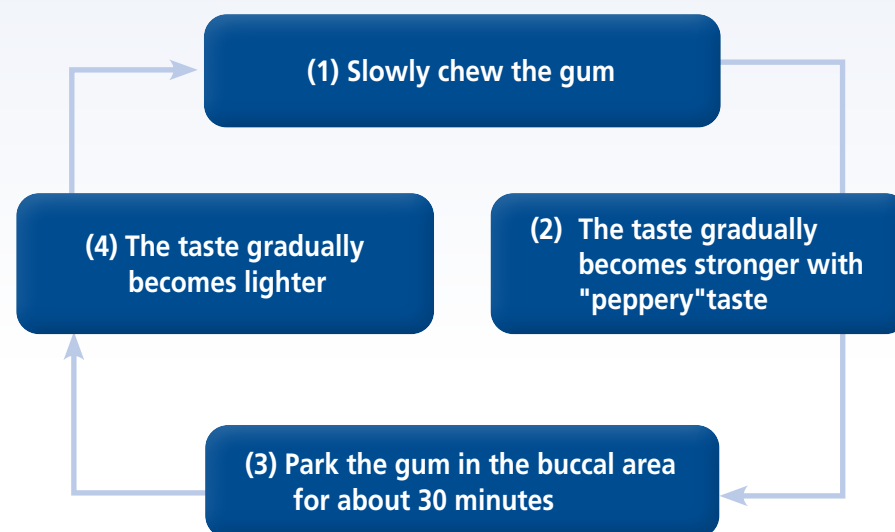 (1) Slowly chew the gum
(2) The taste gradually
becomes stronger with
"peppery"taste
(3) Park the gum in the buccal area
for about 30 minutes
(4) The taste gradually
becomes lighter